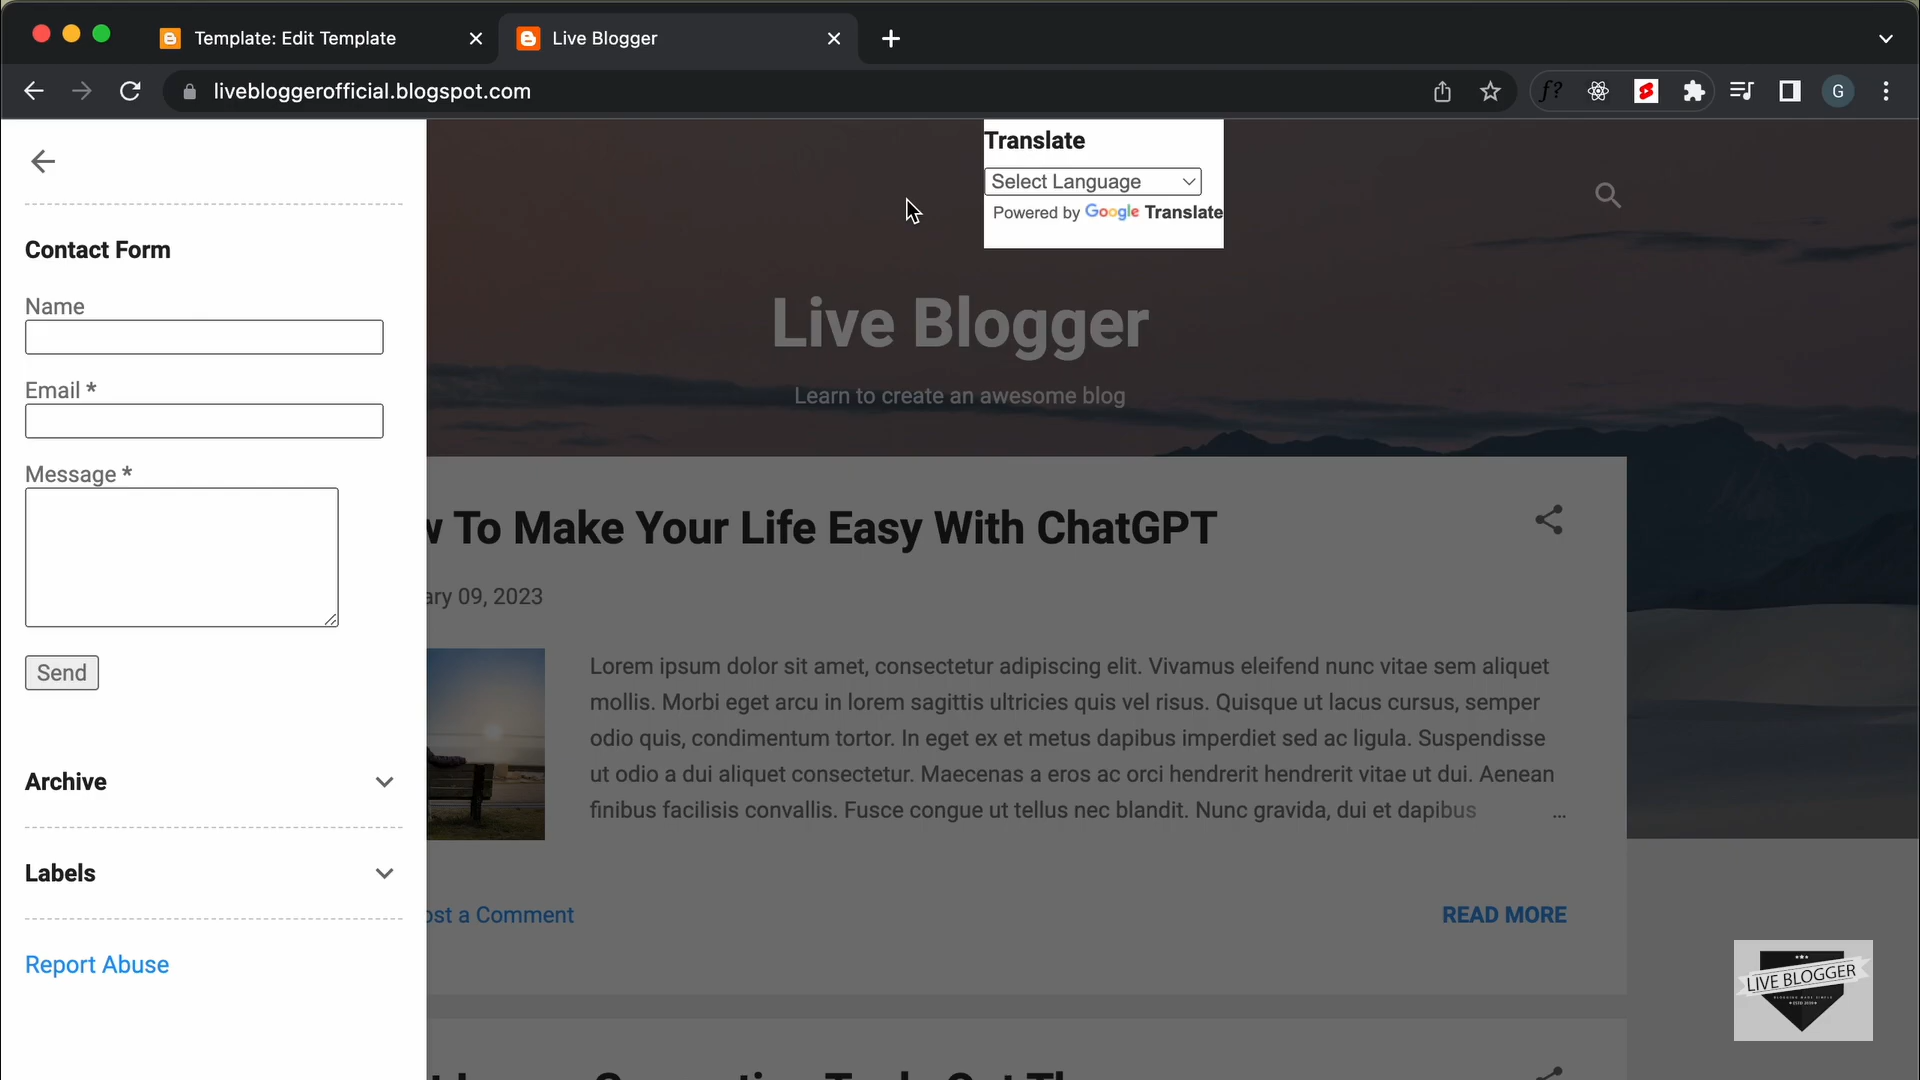 Template: Edit Template
Live Blogger
livebloggerofficial.blogspot.com
f?
G
Translate
Select Language
Powered by Google Translate
Contact Form
Name
Email *
Message *
Send
Archive
Labels
Report Abuse
Live Blogger
Learn to create an awesome blog
w To Make Your Life Easy With ChatGPT
ary 09, 2023
Lorem ipsum dolor sit amet, consectetur adipiscing elit. Vivamus eleifend nunc vitae sem aliquet
mollis. Morbi eget arcu in lorem sagittis ultricies quis vel risus. Quisque ut lacus cursus, semper
odio quis, condimentum tortor. In eget ex et metus dapibus imperdiet sed ac ligula. Suspendisse
ut odio a dui aliquet consectetur. Maecenas a eros ac orci hendrerit hendrerit vitae ut dui. Aenean
finibus facilisis convallis. Fusce congue ut tellus nec blandit. Nunc gravida, dui et dapibus ...
ost a Comment
READ MORE
LIVE BLOGGER